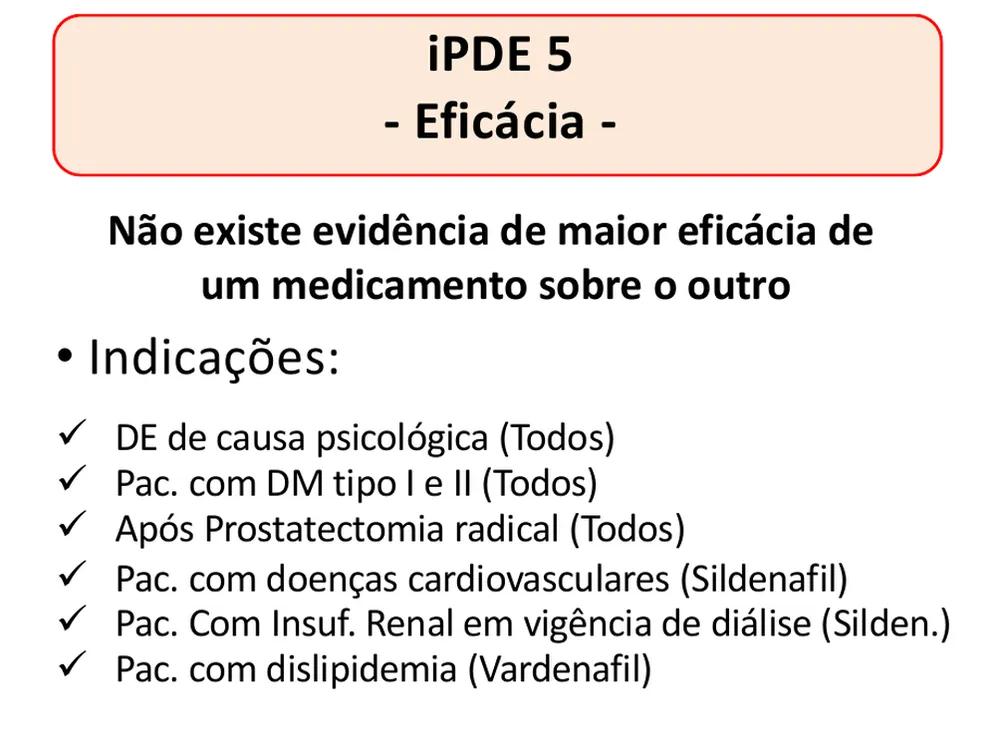 iPDE 5
- Eficácia -
Não existe evidência de maior eficácia de
um medicamento sobre o outro
• Indicações:
✓ DE de causa psicológica (Todos)
✓ Pac. com DM tipo I e II (Todos)
✓ Após Prostatectomia radical (Todos)
✓ Pac. com doenças cardiovasculares (Sildenafil)
✓ Pac. Com Insuf. Renal em vigência de diálise (Silden.)
✓ Pac. com dislipidemia (Vardenafil)